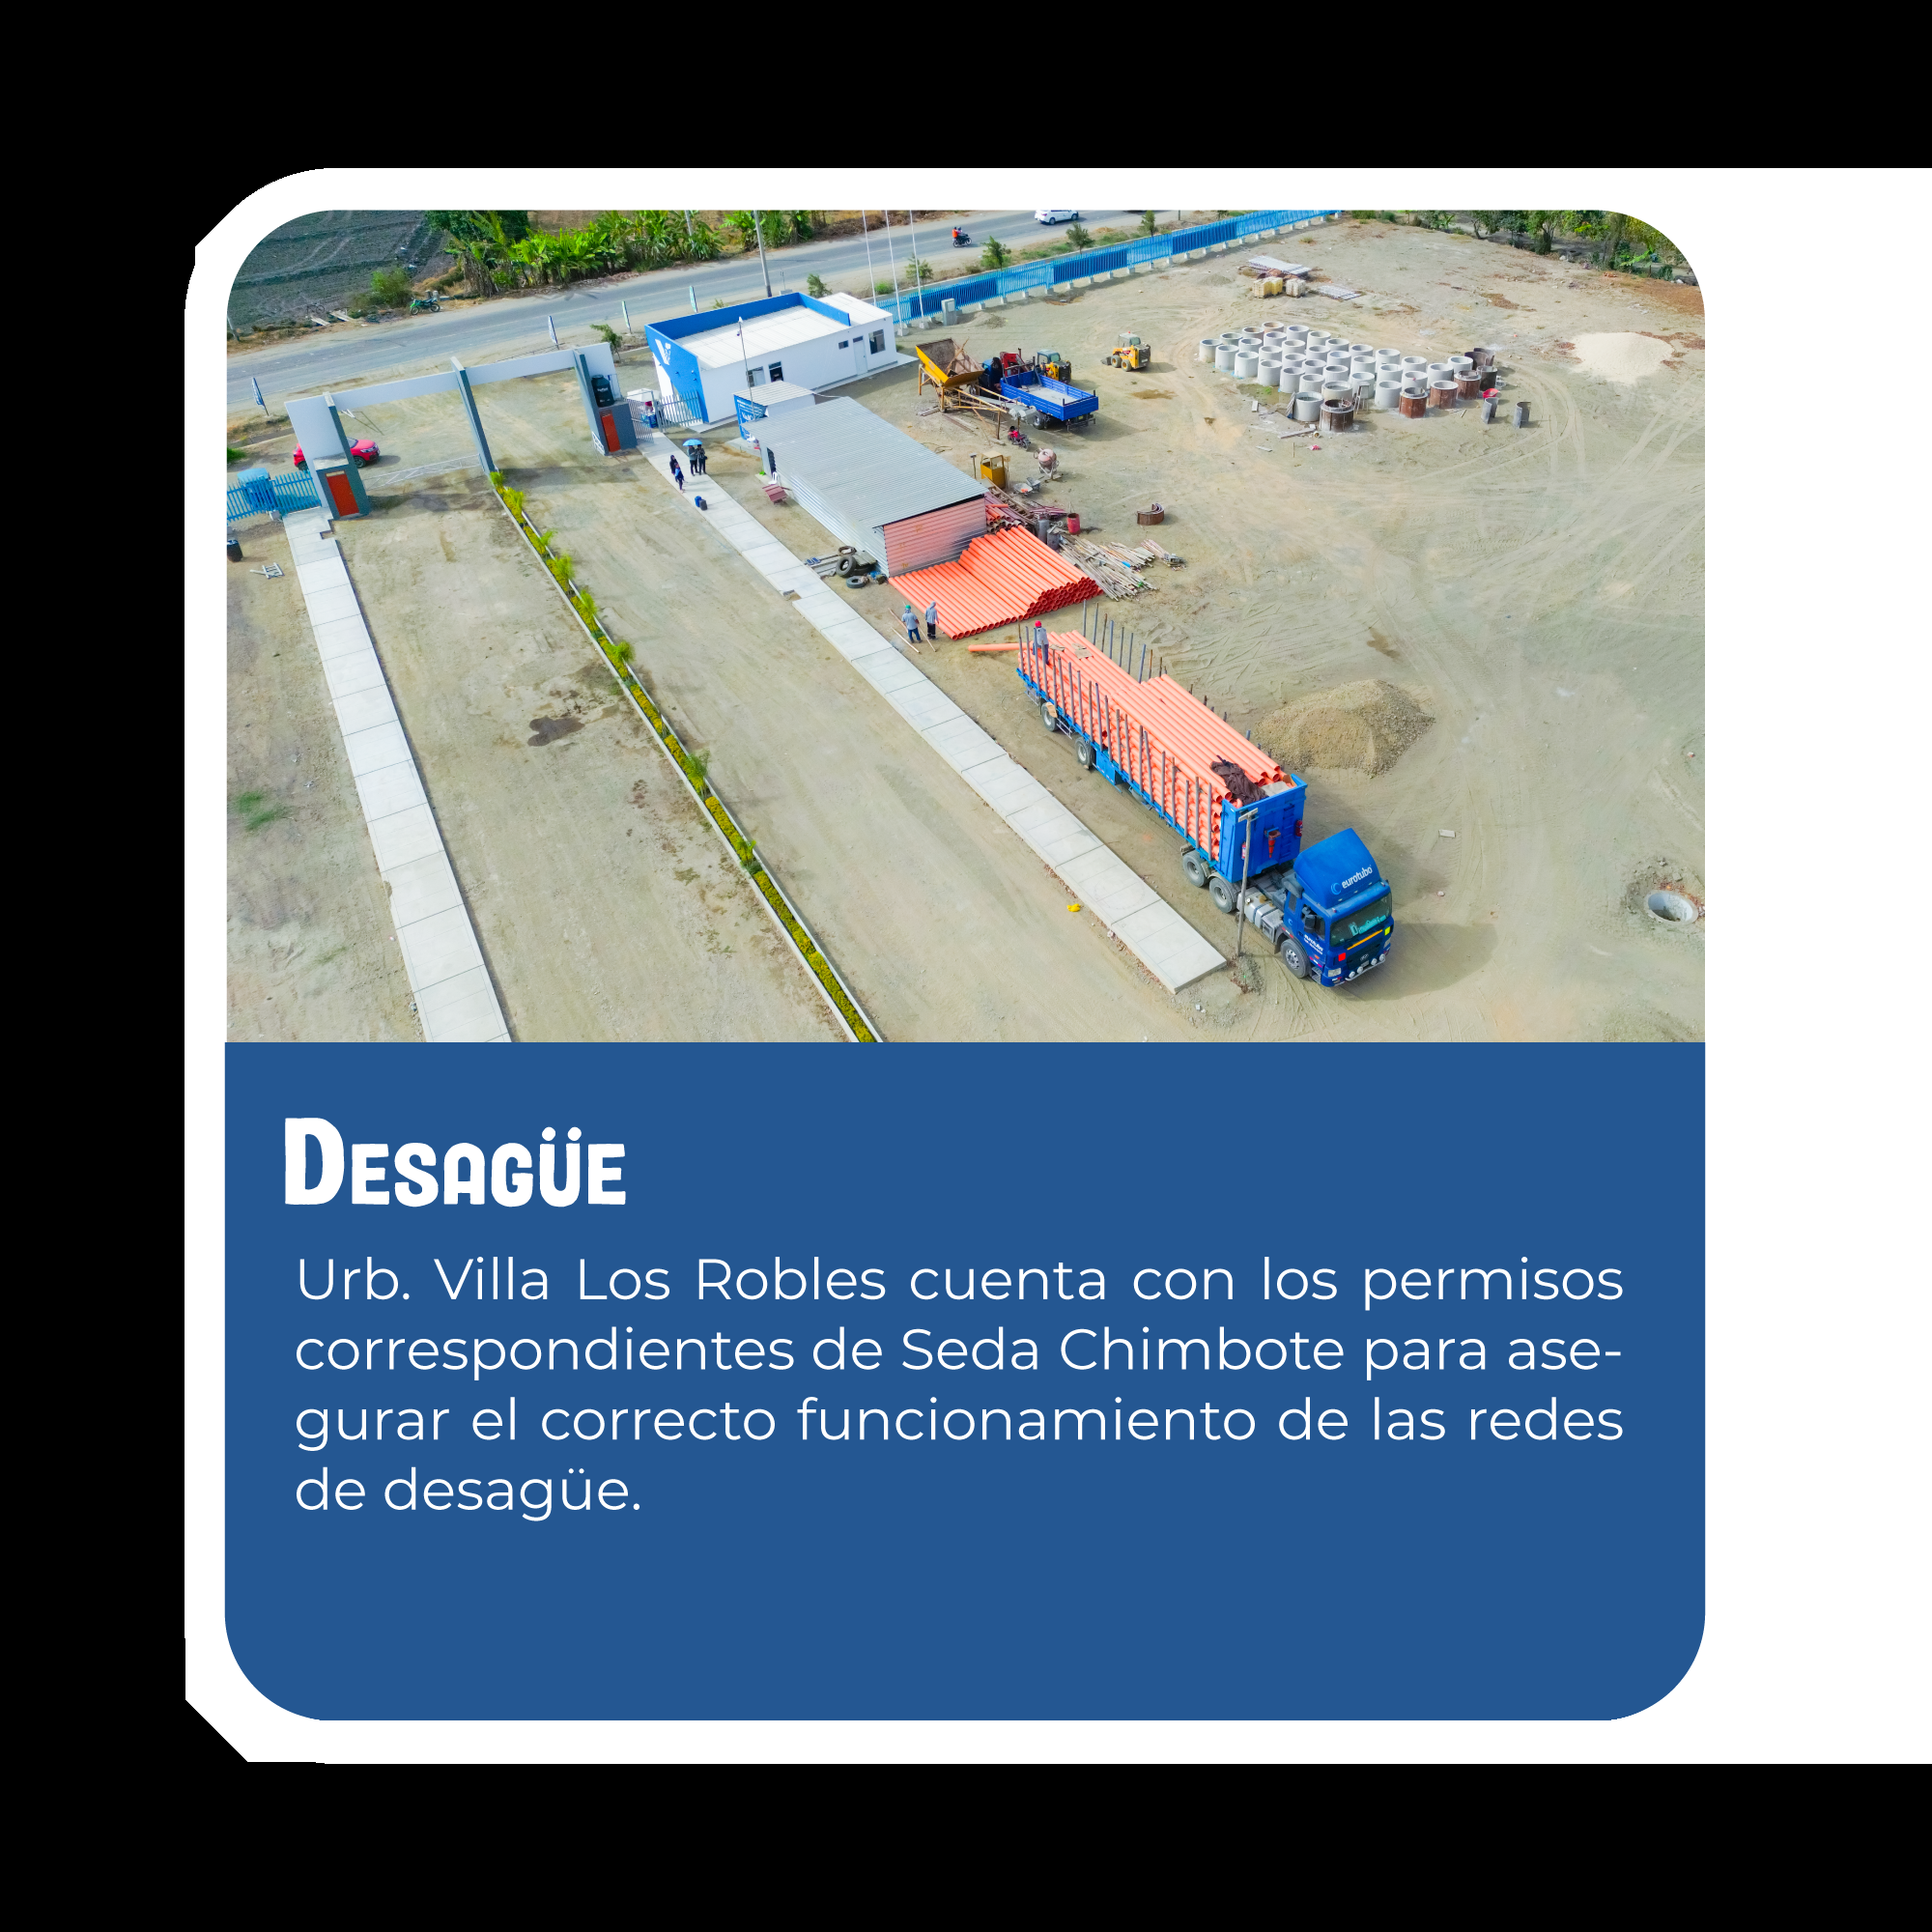 eurotubo
Desagüe
Urb. Villa Los Robles cuenta con los permisos
correspondientes de Seda Chimbote para ase-
gurar el correcto funcionamiento de las redes
de desagüe.